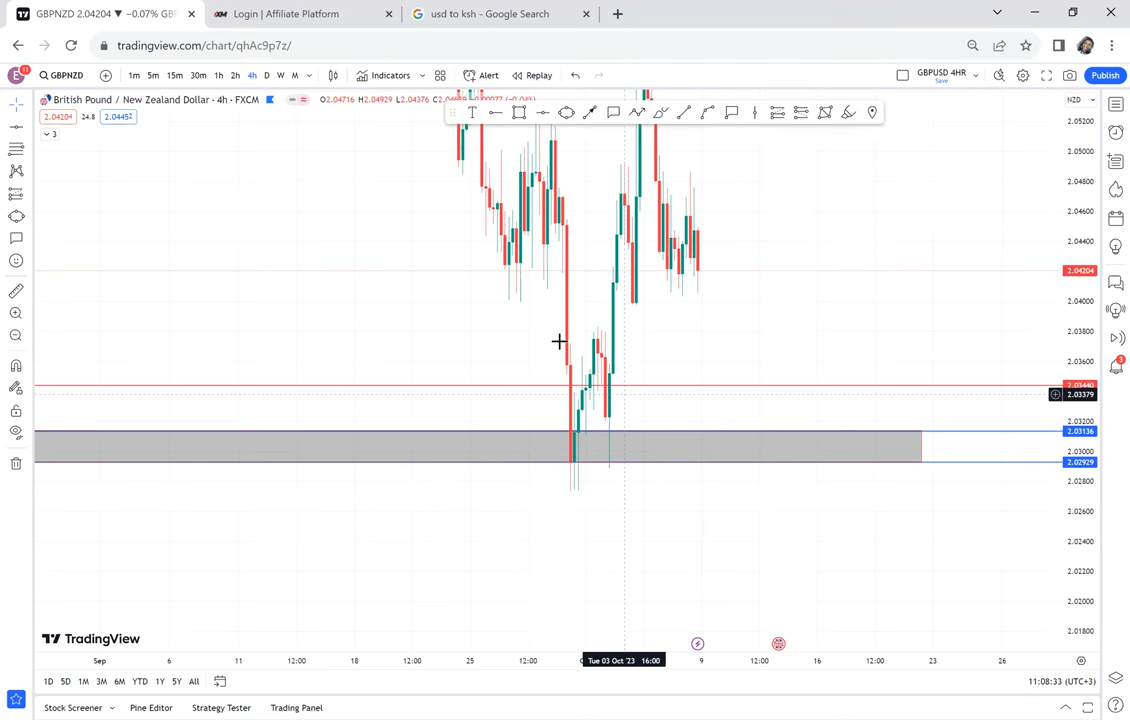 GBPNZD 2.04204 ▼ −0.07% GBP
Login | Affiliate Platform
usd to ksh - Google Search
tradingview.com/chart/qhAc9p7z/
E 11 GBPNZD 1m 5m 15m 30m 1h 2h 4h D W M Indicators Alert Replay GBPUSD 4HR Save Publish
British Pound / New Zealand Dollar · 4h · FXCM O2.04716 H2.04929 L2.04376
NZD
2.04204 24.8 2.04452
3
2.05200
2.05000
2.04800
2.04600
2.04400
2.04204
2.04000
2.03800
2.03600
2.03440
2.03379
2.03200
2.03136
2.03000
2.02929
2.02800
2.02600
2.02400
2.02200
2.02000
2.01800
3
TradingView
Sep 6 11 12:00 18 12:00 25 12:00 Tue 03 Oct '23 16:00 9 12:00 16 12:00 23 26
1D 5D 1M 3M 6M YTD 1Y 5Y All 11:08:33 (UTC+3)
Stock Screener Pine Editor Strategy Tester Trading Panel